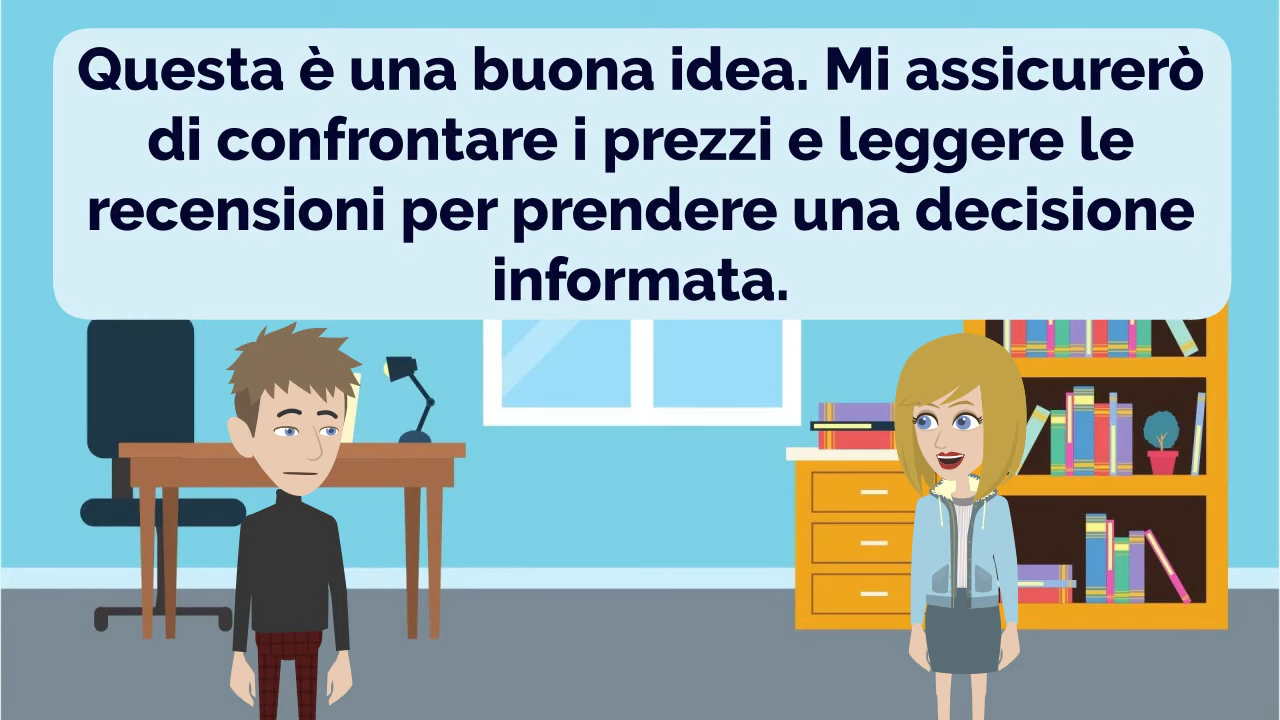 Questa è una buona idea. Mi assicurerò
di confrontare i prezzi e leggere le
recensioni per prendere una decisione
informata.